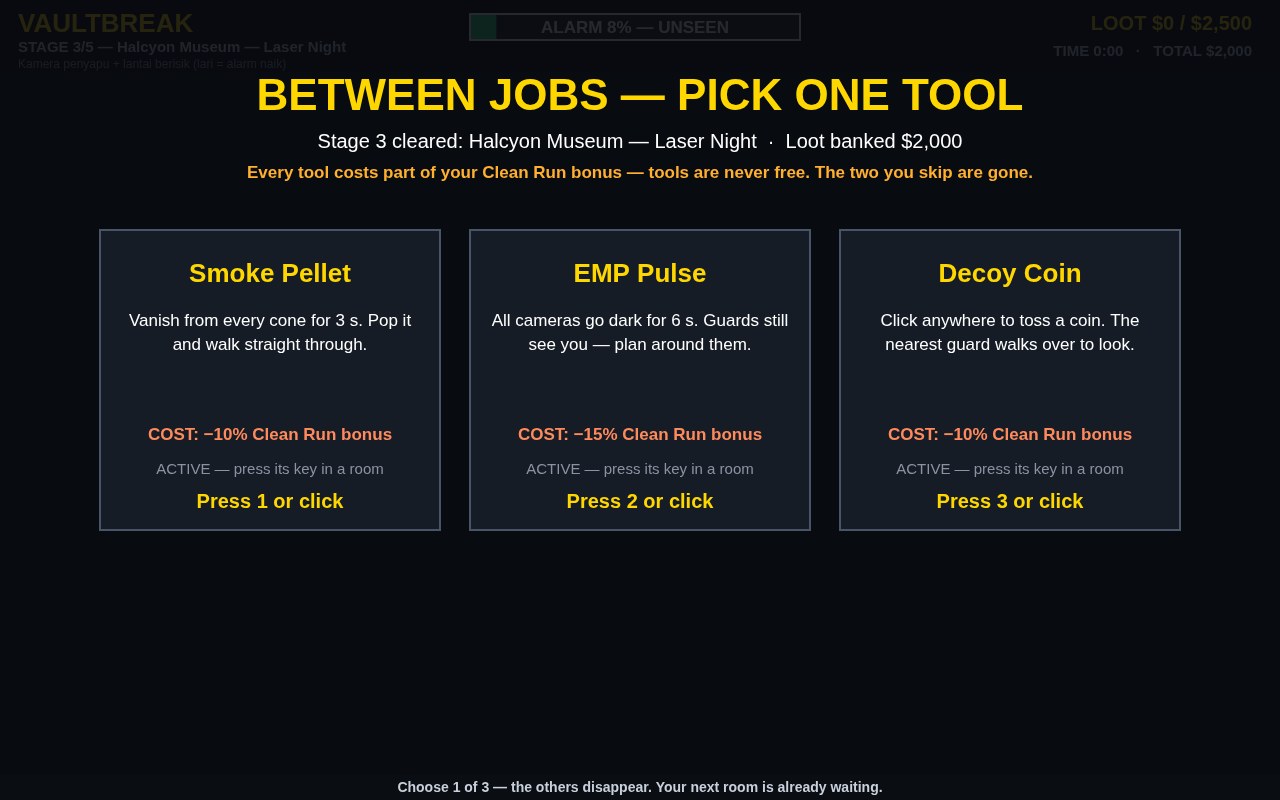 VAULTBREAK
STAGE 3/5 — Halcyon Museum — Laser Night
Kamera penyapu + lantai berisik (lari = alarm naik)
ALARM 8% — UNSEEN
LOOT $0 / $2,500
TIME 0:00 · TOTAL $2,000
BETWEEN JOBS — PICK ONE TOOL
Stage 3 cleared: Halcyon Museum — Laser Night · Loot banked $2,000
Every tool costs part of your Clean Run bonus — tools are never free. The two you skip are gone.
Smoke Pellet
Vanish from every cone for 3 s. Pop it
and walk straight through.
COST: −10% Clean Run bonus
ACTIVE — press its key in a room
Press 1 or click
EMP Pulse
All cameras go dark for 6 s. Guards still
see you — plan around them.
COST: −15% Clean Run bonus
ACTIVE — press its key in a room
Press 2 or click
Decoy Coin
Click anywhere to toss a coin. The
nearest guard walks over to look.
COST: −10% Clean Run bonus
ACTIVE — press its key in a room
Press 3 or click
Choose 1 of 3 — the others disappear. Your next room is already waiting.